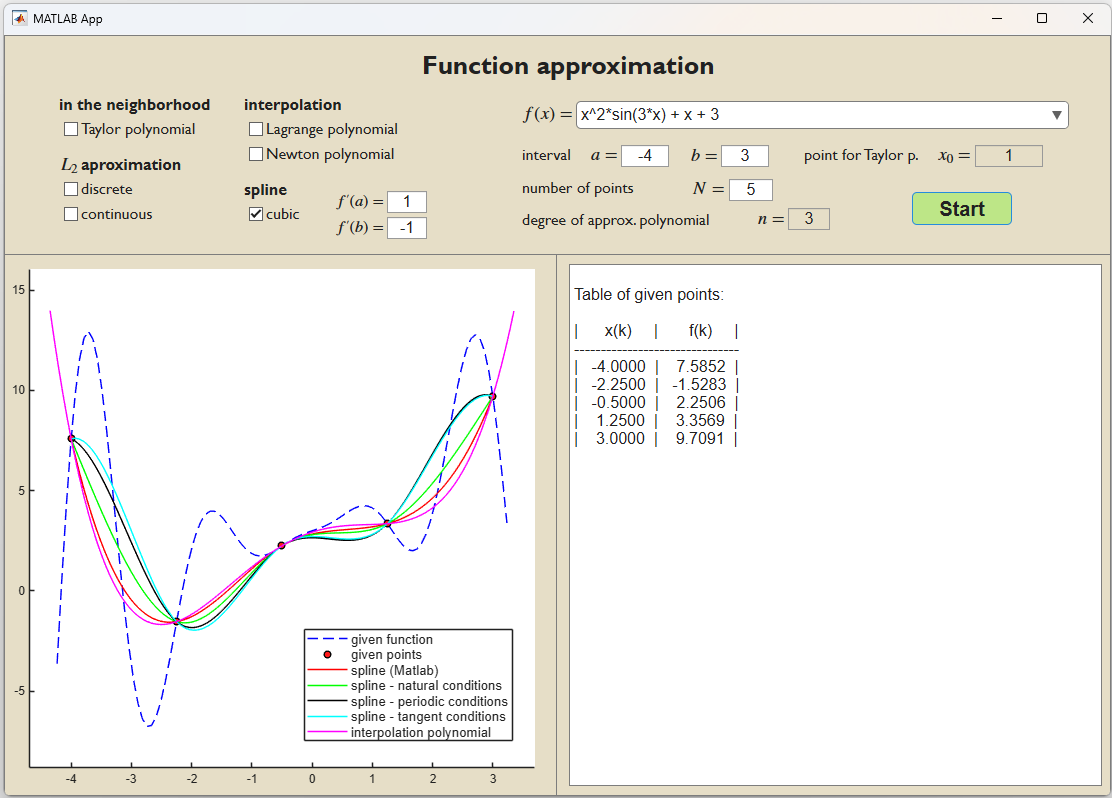 MATLAB App
Function approximation
in the neighborhood
Taylor polynomial
L2 aproximation
discrete
continuous
interpolation
Lagrange polynomial
Newton polynomial
spline
cubic
f'(a) = 1
f'(b) = -1
f(x) = x^2*sin(3*x) + x + 3
interval a = -4 b = 3 point for Taylor p. x0 = 1
number of points N = 5
degree of approx. polynomial n = 3
Start
15
10
5
0
-5
-4 -3 -2 -1 0 1 2 3
given function
given points
spline (Matlab)
spline - natural conditions
spline - periodic conditions
spline - tangent conditions
interpolation polynomial
Table of given points:
| x(k) | f(k) |
-------------------------------
| -4.0000 | 7.5852 |
| -2.2500 | -1.5283 |
| -0.5000 | 2.2506 |
| 1.2500 | 3.3569 |
| 3.0000 | 9.7091 |